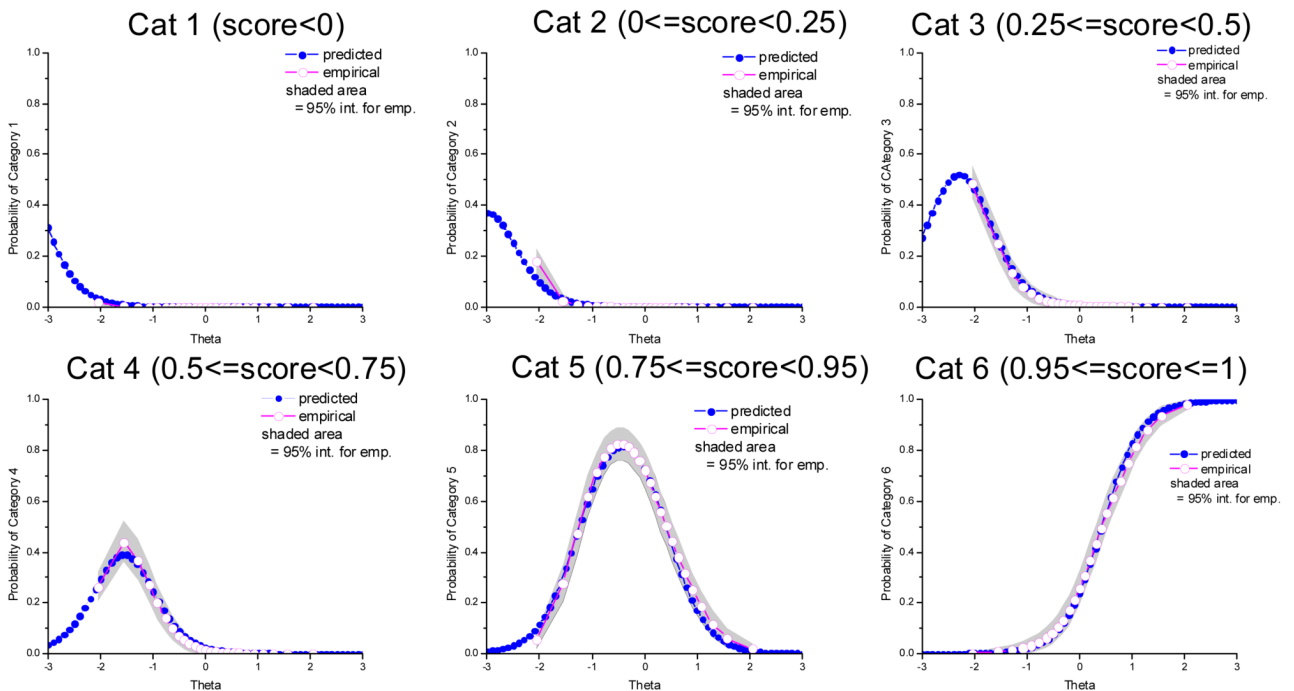 Cat 1 (score<0)
predicted
empirical
shaded area
= 95% int. for emp.
Probability of Category 1
1.0
0.8
0.6
0.4
0.2
0.0
-3 -2 -1 0 1 2 3
Theta
Cat 2 (0<=score<0.25)
predicted
empirical
shaded area
= 95% int. for emp.
Probability of Category 2
1.0
0.8
0.6
0.4
0.2
0.0
-3 -2 -1 0 1 2 3
Theta
Cat 3 (0.25<=score<0.5)
predicted
empirical
shaded area
= 95% int. for emp.
Probability of CAtegory 3
1.0
0.8
0.6
0.4
0.2
0.0
-3 -2 -1 0 1 2 3
Theta
Cat 4 (0.5<=score<0.75)
predicted
empirical
shaded area
= 95% int. for emp.
Probability of Category 4
1.0
0.8
0.6
0.4
0.2
0.0
-3 -2 -1 0 1 2 3
Theta
Cat 5 (0.75<=score<0.95)
predicted
empirical
shaded area
= 95% int. for emp.
Probability of Category 5
1.0
0.8
0.6
0.4
0.2
0.0
-3 -2 -1 0 1 2 3
Theta
Cat 6 (0.95<=score<=1)
predicted
empirical
shaded area
= 95% int. for emp.
Probability of Category 6
1.0
0.8
0.6
0.4
0.2
0.0
-3 -2 -1 0 1 2 3
Theta